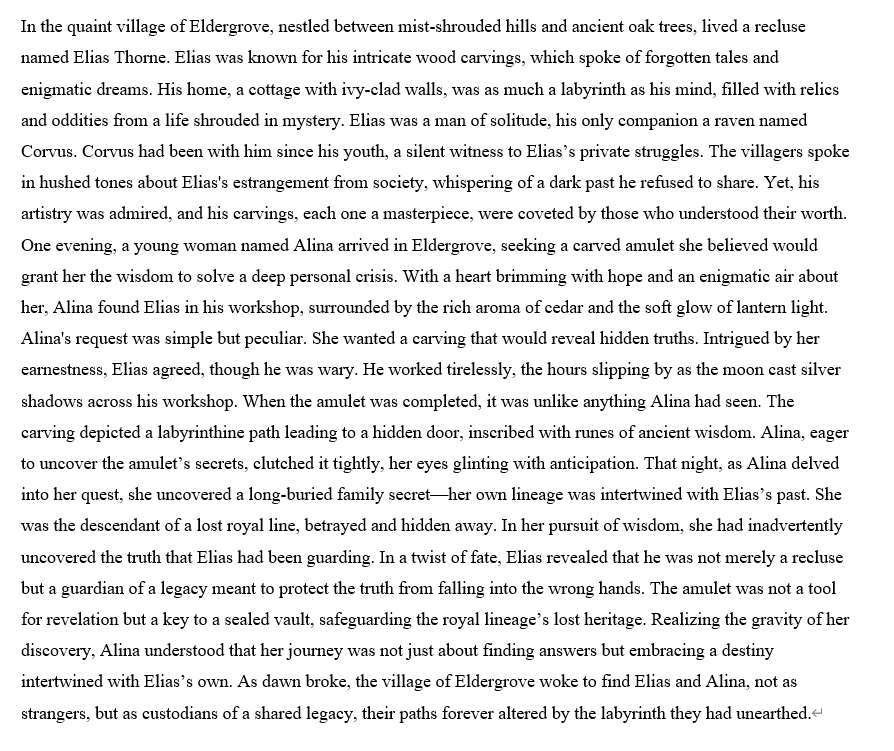 In the quaint village of Eldergrove, nestled between mist-shrouded hills and ancient oak trees, lived a recluse
named Elias Thorne. Elias was known for his intricate wood carvings, which spoke of forgotten tales and
enigmatic dreams. His home, a cottage with ivy-clad walls, was as much a labyrinth as his mind, filled with relics
and oddities from a life shrouded in mystery. Elias was a man of solitude, his only companion a raven named
Corvus. Corvus had been with him since his youth, a silent witness to Elias’s private struggles. The villagers spoke
in hushed tones about Elias's estrangement from society, whispering of a dark past he refused to share. Yet, his
artistry was admired, and his carvings, each one a masterpiece, were coveted by those who understood their worth.
One evening, a young woman named Alina arrived in Eldergrove, seeking a carved amulet she believed would
grant her the wisdom to solve a deep personal crisis. With a heart brimming with hope and an enigmatic air about
her, Alina found Elias in his workshop, surrounded by the rich aroma of cedar and the soft glow of lantern light.
Alina's request was simple but peculiar. She wanted a carving that would reveal hidden truths. Intrigued by her
earnestness, Elias agreed, though he was wary. He worked tirelessly, the hours slipping by as the moon cast silver
shadows across his workshop. When the amulet was completed, it was unlike anything Alina had seen. The
carving depicted a labyrinthine path leading to a hidden door, inscribed with runes of ancient wisdom. Alina, eager
to uncover the amulet’s secrets, clutched it tightly, her eyes glinting with anticipation. That night, as Alina delved
into her quest, she uncovered a long-buried family secret—her own lineage was intertwined with Elias’s past. She
was the descendant of a lost royal line, betrayed and hidden away. In her pursuit of wisdom, she had inadvertently
uncovered the truth that Elias had been guarding. In a twist of fate, Elias revealed that he was not merely a recluse
but a guardian of a legacy meant to protect the truth from falling into the wrong hands. The amulet was not a tool
for revelation but a key to a sealed vault, safeguarding the royal lineage’s lost heritage. Realizing the gravity of her
discovery, Alina understood that her journey was not just about finding answers but embracing a destiny
intertwined with Elias’s own. As dawn broke, the village of Eldergrove woke to find Elias and Alina, not as
strangers, but as custodians of a shared legacy, their paths forever altered by the labyrinth they had unearthed.